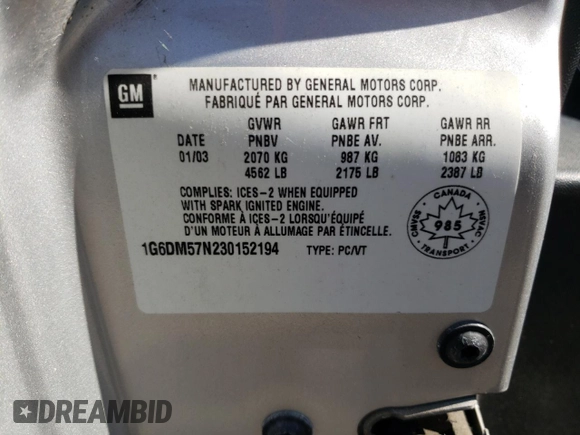 GM
MANUFACTURED BY GENERAL MOTORS CORP.
FABRIQUÉ PAR GENERAL MOTORS CORP.
GVWR GAWR FRT GAWR RR
DATE PNBV PNBE AV. PNBE ARR.
01/03 2070 KG 987 KG 1083 KG
4562 LB 2175 LB 2387 LB
COMPLIES: ICES-2 WHEN EQUIPPED
WITH SPARK IGNITED ENGINE.
CONFORME À ICES-2 LORSQU'ÉQUIPÉ
D'UN MOTEUR À ALLUMAGE PAR ÉTINCELLE.
CANADA
CMVSS
985
NSVAC
TRANSPORT
1G6DM57N230152194 TYPE: PC/VT
DREAMBID